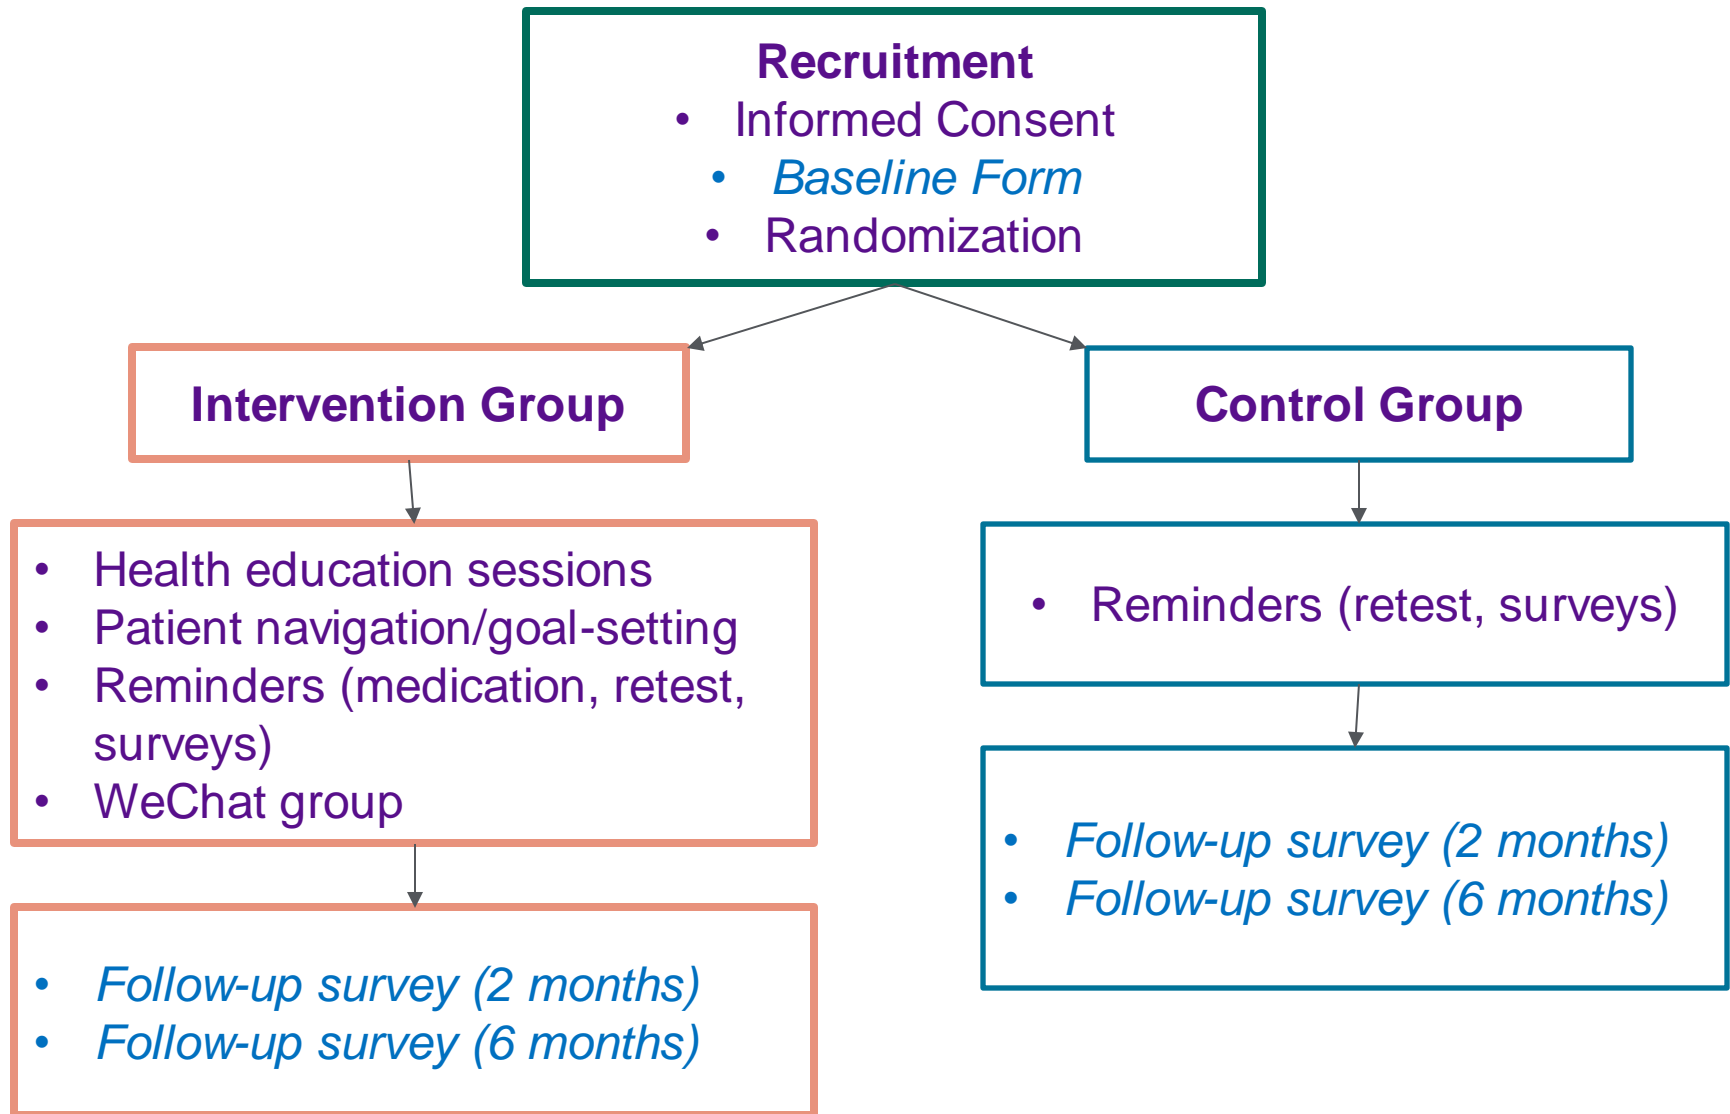 Recruitment
• Informed Consent
• Baseline Form
• Randomization
Intervention Group
Control Group
• Health education sessions
• Patient navigation/goal-setting
• Reminders (medication, retest,
surveys)
• WeChat group
• Reminders (retest, surveys)
• Follow-up survey (2 months)
• Follow-up survey (6 months)
• Follow-up survey (2 months)
• Follow-up survey (6 months)